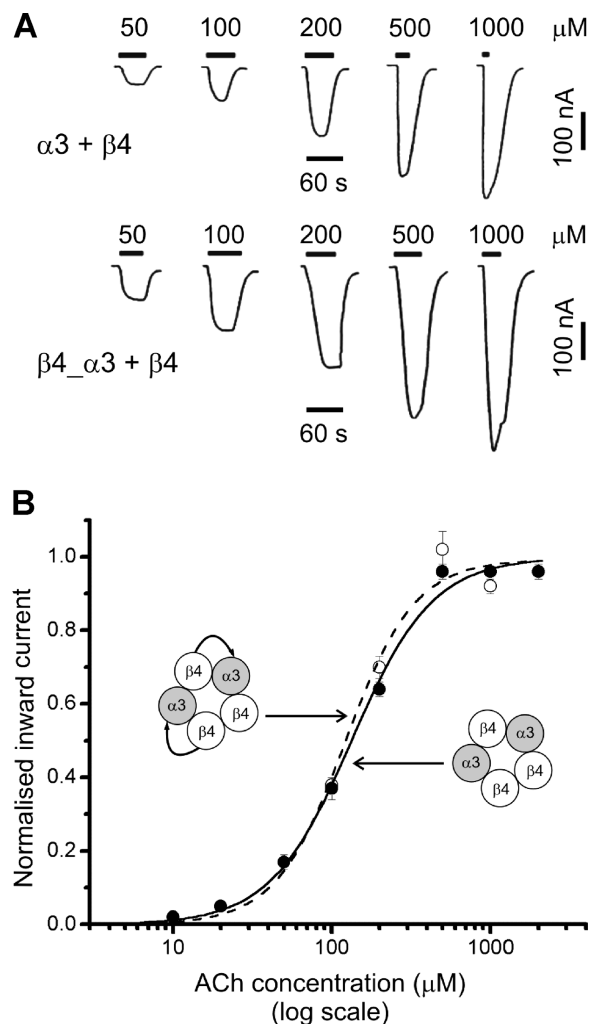 A
50 100 200 500 1000 μM
α3 + β4
60 s
100 nA
50 100 200 500 1000 μM
β4_α3 + β4
60 s
100 nA
B
Normalised inward current
1.0
0.8
0.6
0.4
0.2
0.0
β4 α3
α3 β4
β4
β4 α3
α3 β4
β4
10 100 1000
ACh concentration (μM)
(log scale)